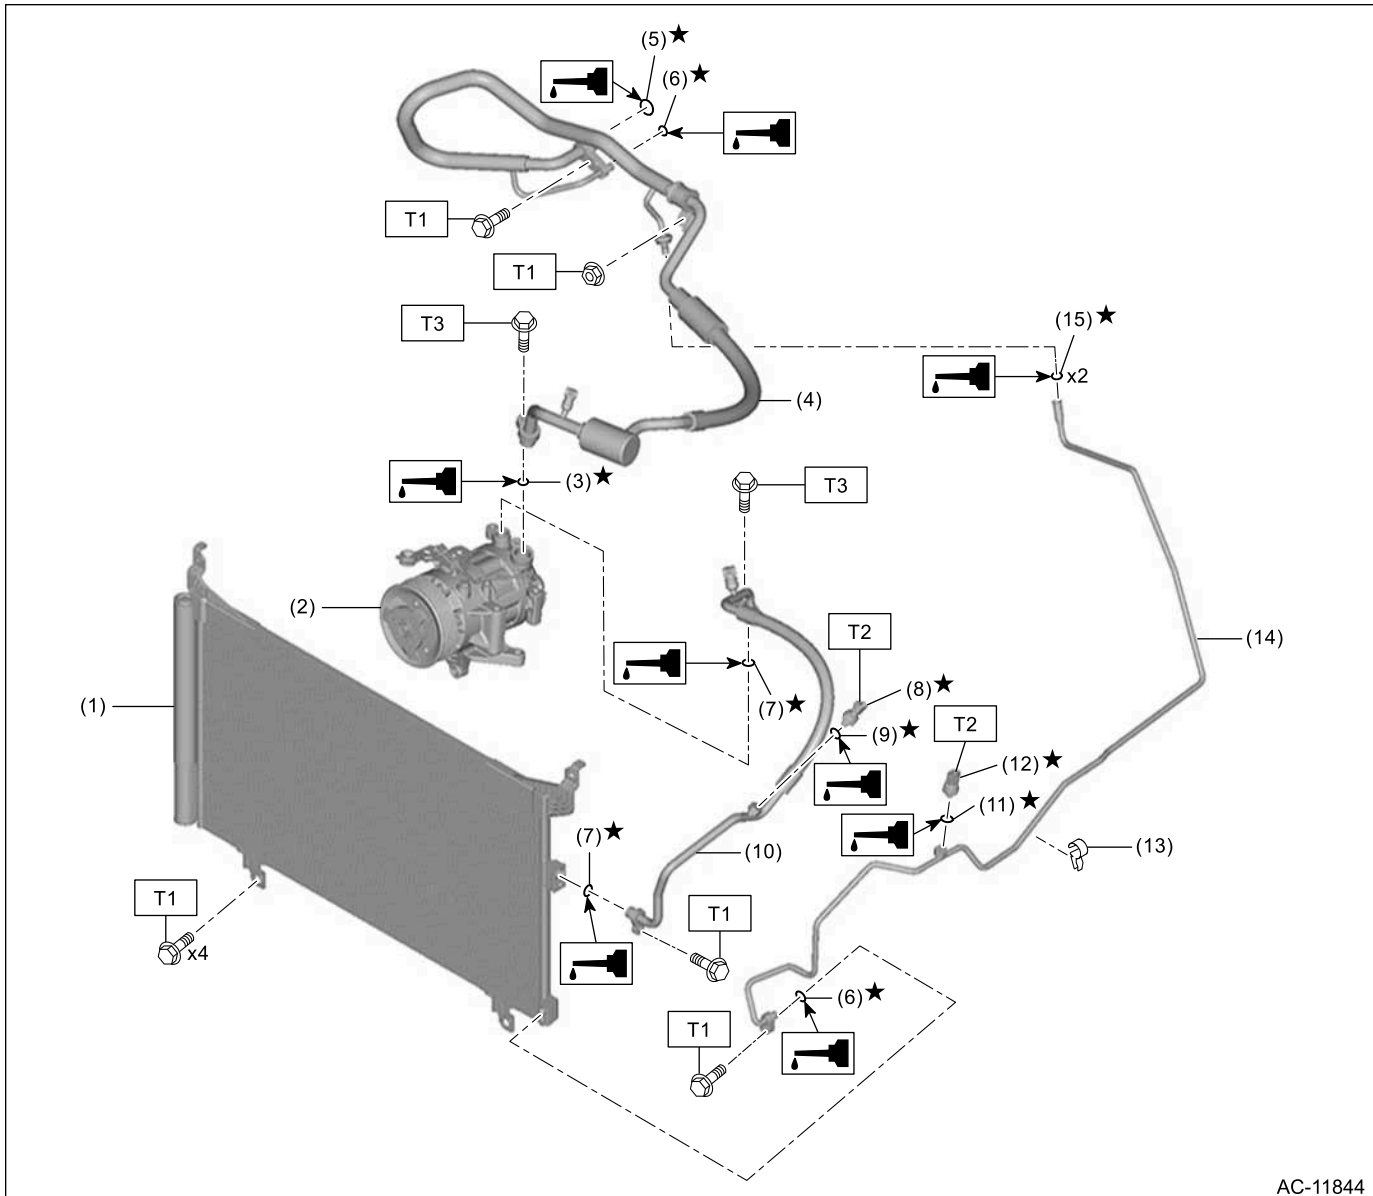 (5)★
(6)★
T1
T1
T3
(15)★
x2
(4)
(3)★
T3
(2)
T2
(14)
(8)★
(7)★
(1)
(9)★
T2
(12)★
(11)★
(7)★
(10)
(13)
T1
T1
x4
(6)★
T1
AC-11844